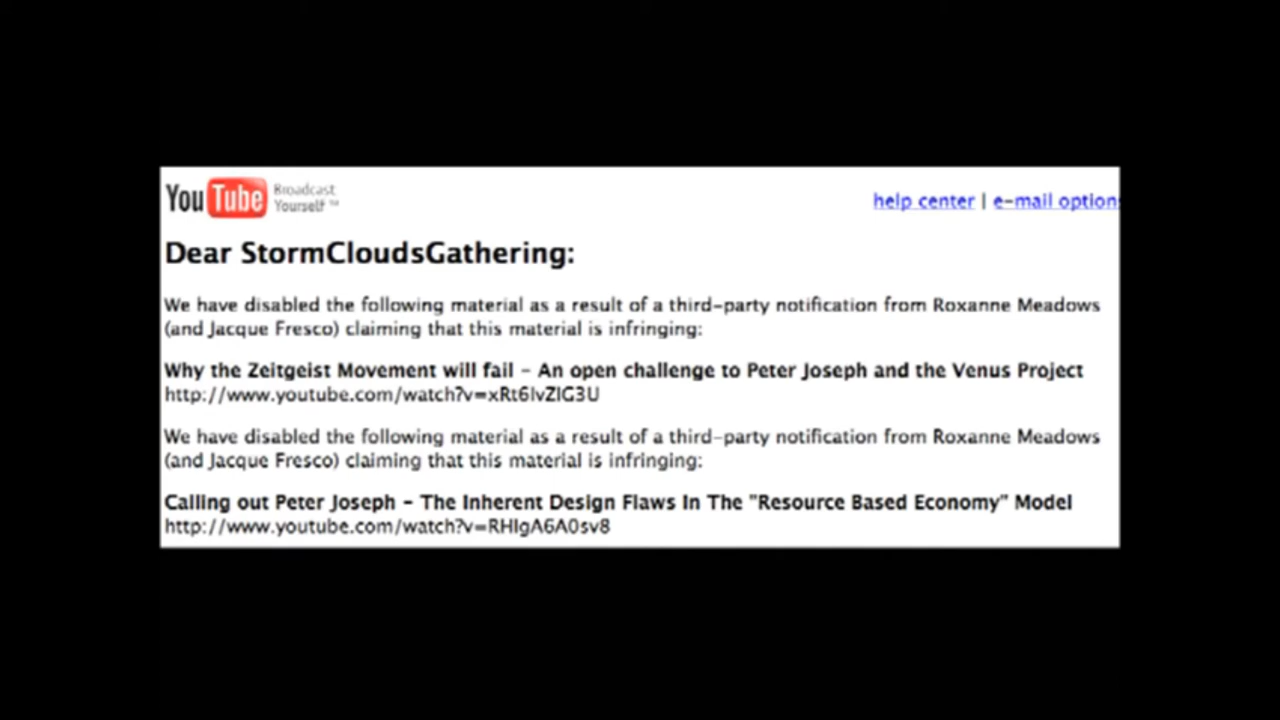 YouTube Broadcast Yourself™
help center | e-mail options
Dear StormCloudsGathering:
We have disabled the following material as a result of a third-party notification from Roxanne Meadows
(and Jacque Fresco) claiming that this material is infringing:
Why the Zeitgeist Movement will fail - An open challenge to Peter Joseph and the Venus Project
http://www.youtube.com/watch?v=xRt6lvZlG3U
We have disabled the following material as a result of a third-party notification from Roxanne Meadows
(and Jacque Fresco) claiming that this material is infringing:
Calling out Peter Joseph - The Inherent Design Flaws In The "Resource Based Economy" Model
http://www.youtube.com/watch?v=RHlgA6A0sv8